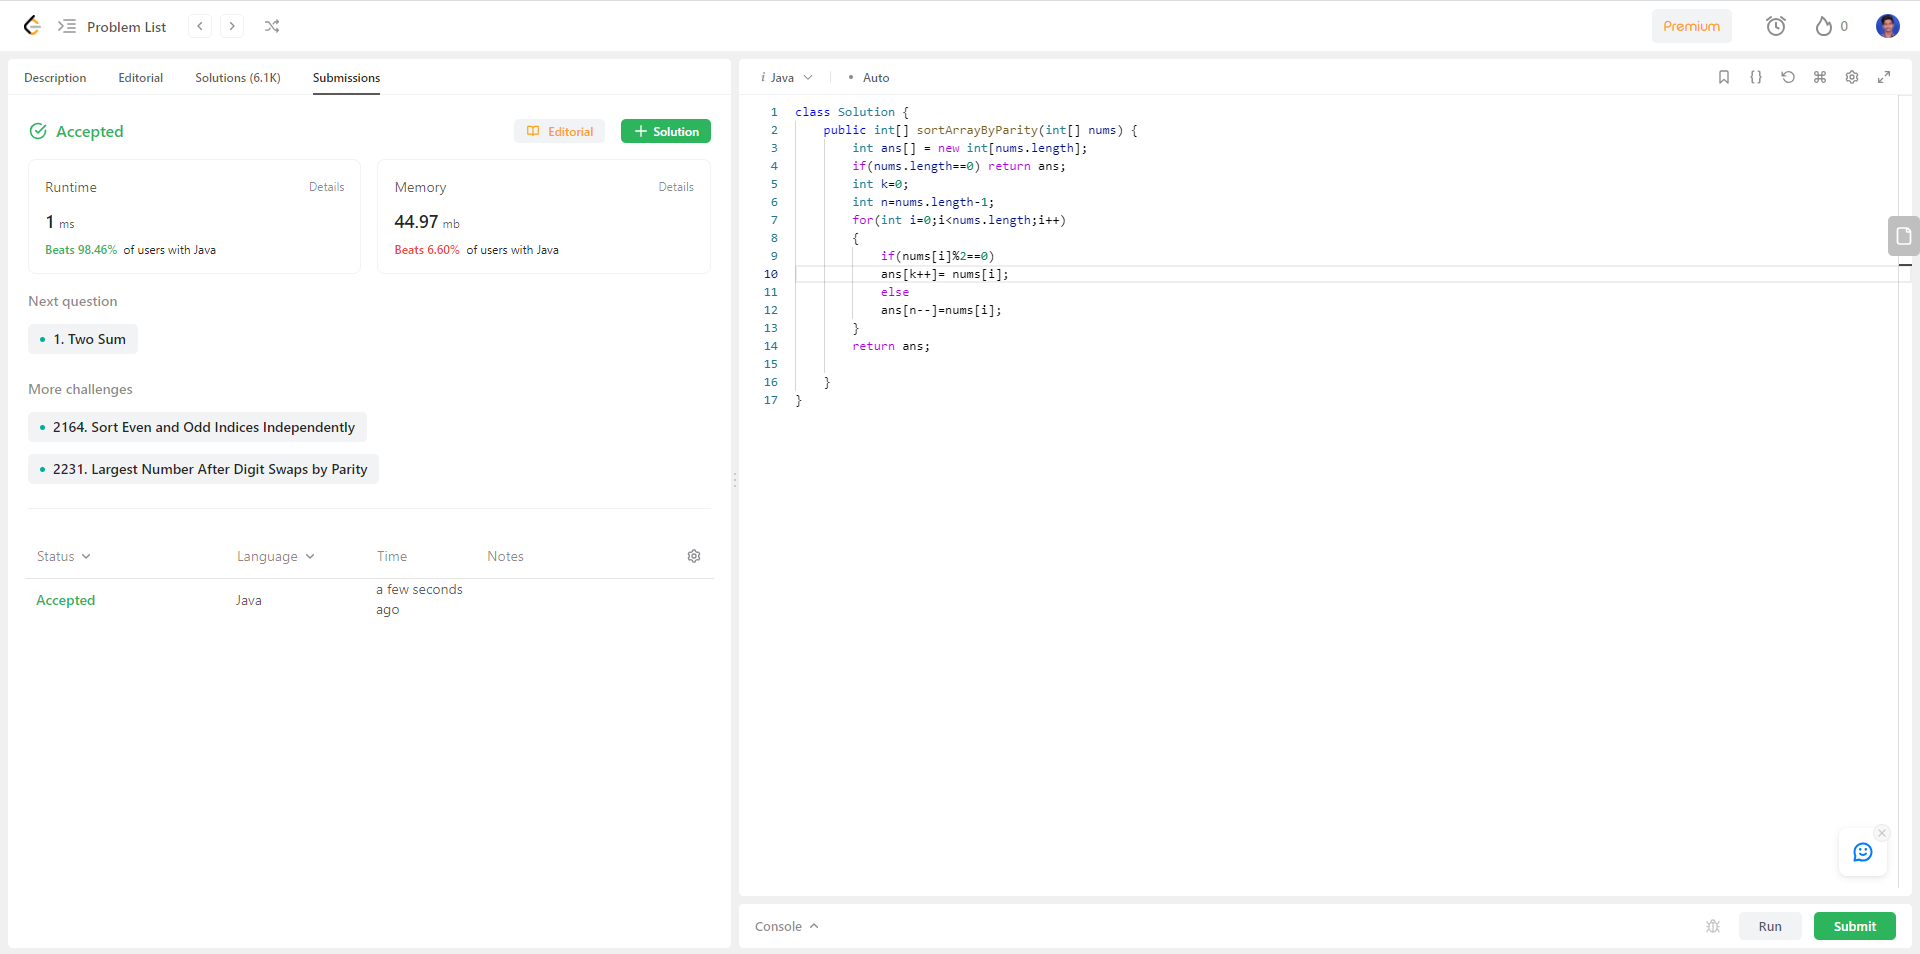 Problem List
Premium
0
Description Editorial Solutions (6.1K) Submissions
Accepted
Editorial
Solution
Runtime
Details
1 ms
Beats 98.46% of users with Java
Memory
Details
44.97 mb
Beats 6.60% of users with Java
Next question
1. Two Sum
More challenges
2164. Sort Even and Odd Indices Independently
2231. Largest Number After Digit Swaps by Parity
Status Language Time Notes
Accepted Java a few seconds
ago
i Java • Auto
1 class Solution {
2 public int[] sortArrayByParity(int[] nums) {
3 int ans[] = new int[nums.length];
4 if(nums.length==0) return ans;
5 int k=0;
6 int n=nums.length-1;
7 for(int i=0;i<nums.length;i++)
8 {
9 if(nums[i]%2==0)
10 ans[k++]= nums[i];
11 else
12 ans[n--]=nums[i];
13 }
14 return ans;
15
16 }
17 }
Console
Run
Submit